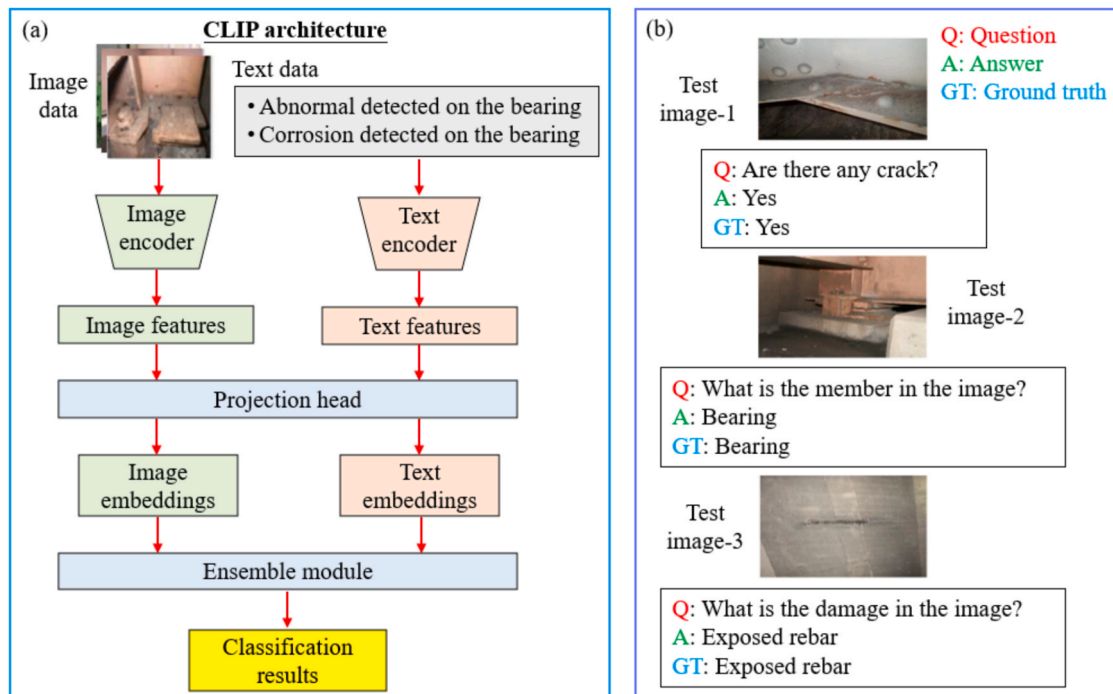 (a)
CLIP architecture
Image
data
Text data
• Abnormal detected on the bearing
• Corrosion detected on the bearing
Image
encoder
Text
encoder
Image features
Text features
Projection head
Image
embeddings
Text
embeddings
Ensemble module
Classification
results
(b)
Q: Question
A: Answer
GT: Ground truth
Test
image-1
Q: Are there any crack?
A: Yes
GT: Yes
Test
image-2
Q: What is the member in the image?
A: Bearing
GT: Bearing
Test
image-3
Q: What is the damage in the image?
A: Exposed rebar
GT: Exposed rebar